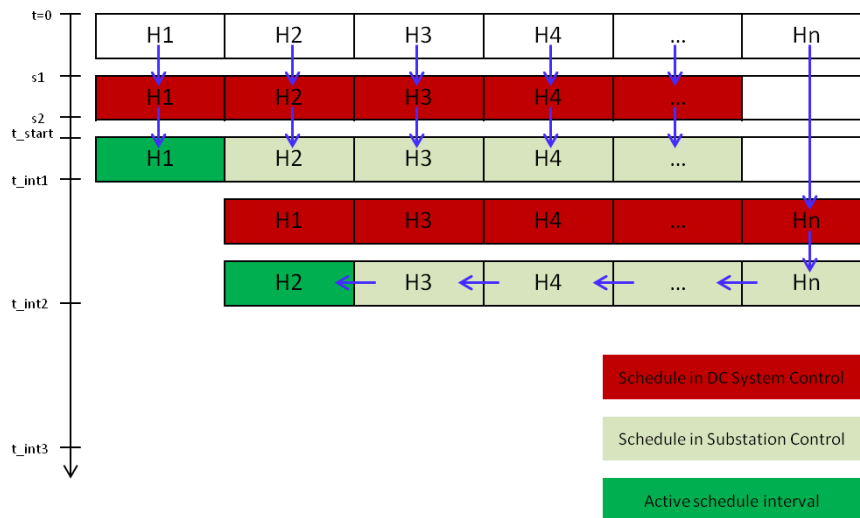 t=0
H1 H2 H3 H4 ... Hn
s1
H1 H2 H3 H4 ...
s2
t_start
H1 H2 H3 H4 ...
t_int1
H1 H3 H4 ... Hn
H2 H3 H4 ... Hn
t_int2
Schedule in DC System Control
Schedule in Substation Control
t_int3
Active schedule interval